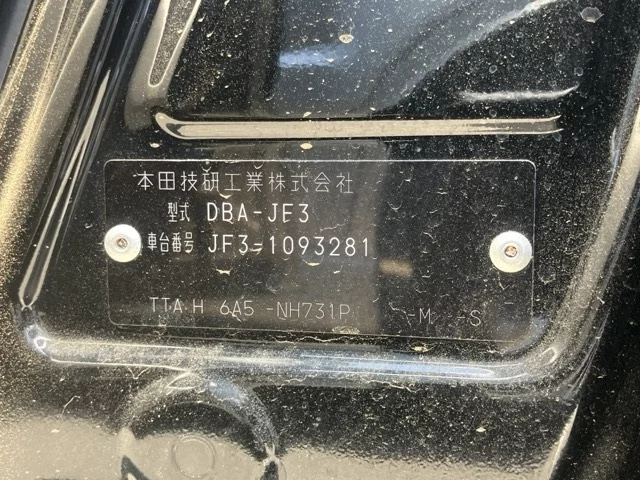 本田技研工業株式会社
型式 DBA-JF3
車台番号 JF3-1093281
TTA H 6A5 -NH731P -M -S